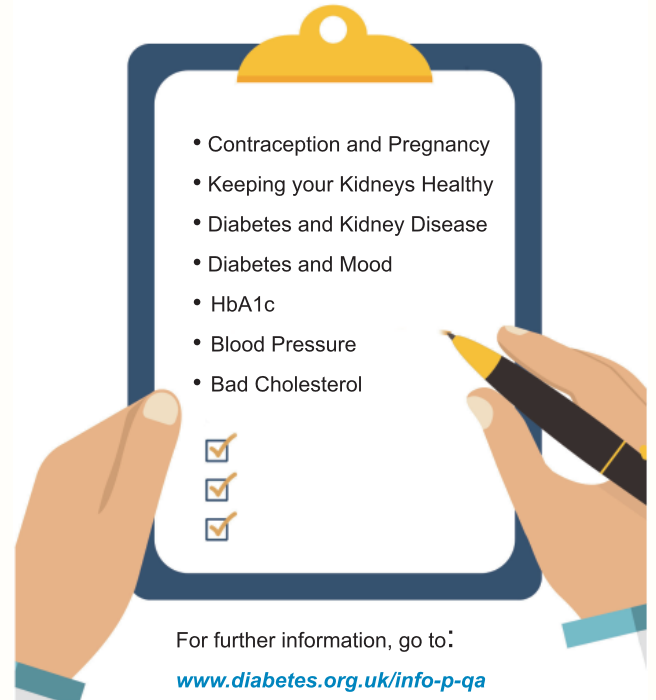 • Contraception and Pregnancy
• Keeping your Kidneys Healthy
• Diabetes and Kidney Disease
• Diabetes and Mood
• HbA1c
• Blood Pressure
• Bad Cholesterol
For further information, go to:
www.diabetes.org.uk/info-p-qa